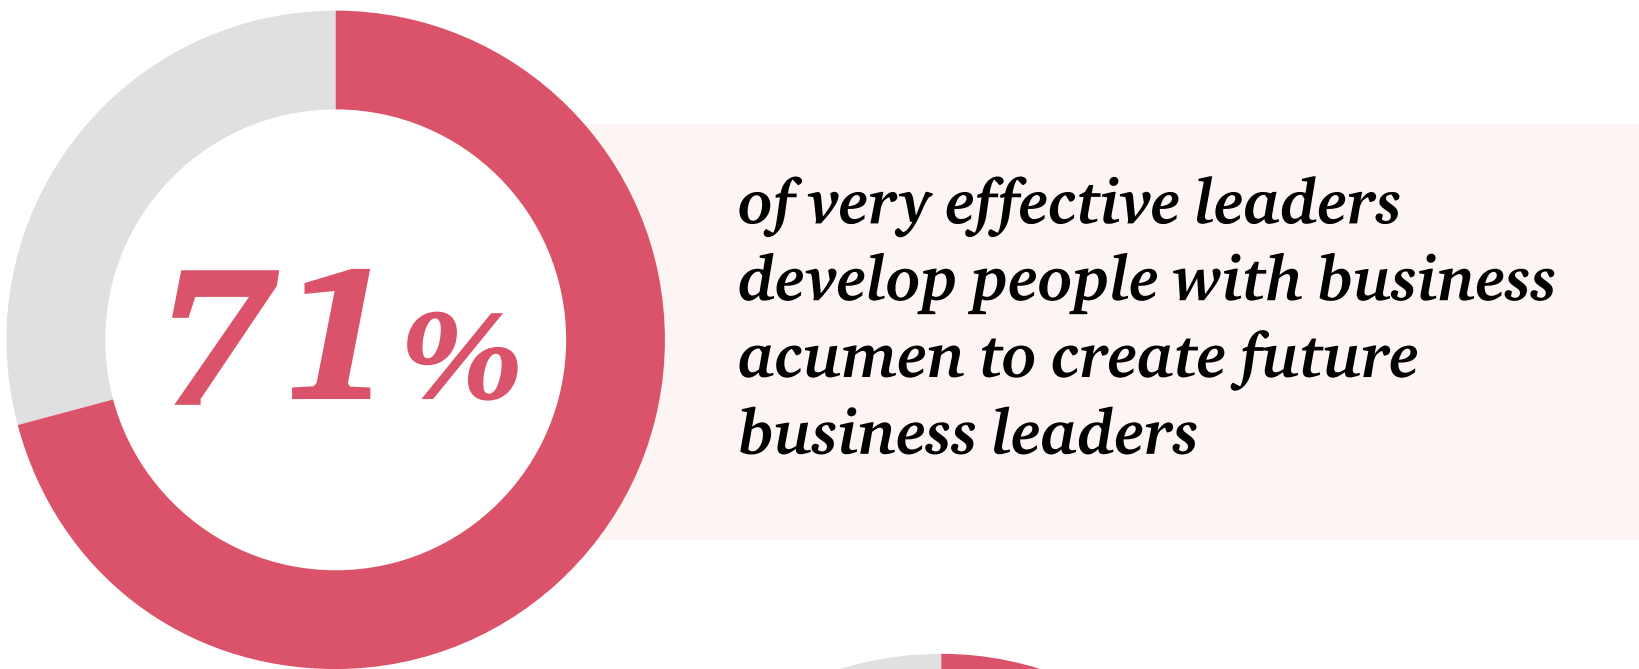 71%
of very effective leaders
develop people with business
acumen to create future
business leaders